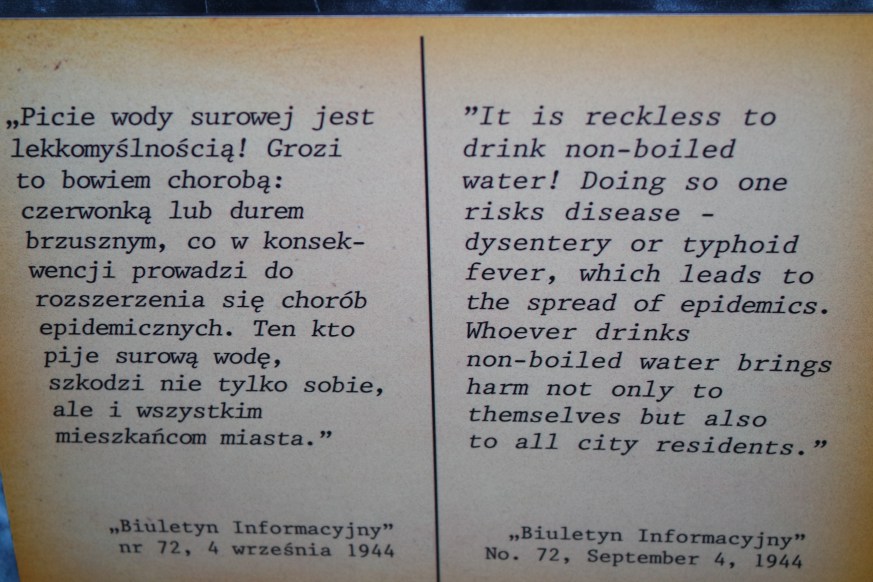 „Picie wody surowej jest
lekkomyślnością! Grozi
to bowiem chorobą:
czerwonką lub durem
brzusznym, co w konsek-
wencji prowadzi do
rozszerzenia się chorób
epidemicznych. Ten kto
pije surową wodę,
szkodzi nie tylko sobie,
ale i wszystkim
mieszkańcom miasta.”
„Biuletyn Informacyjny”
nr 72, 4 września 1944
”It is reckless to
drink non-boiled
water! Doing so one
risks disease -
dysentery or typhoid
fever, which leads to
the spread of epidemics.
Whoever drinks
non-boiled water brings
harm not only to
themselves but also
to all city residents.”
„Biuletyn Informacyjny”
No. 72, September 4, 1944